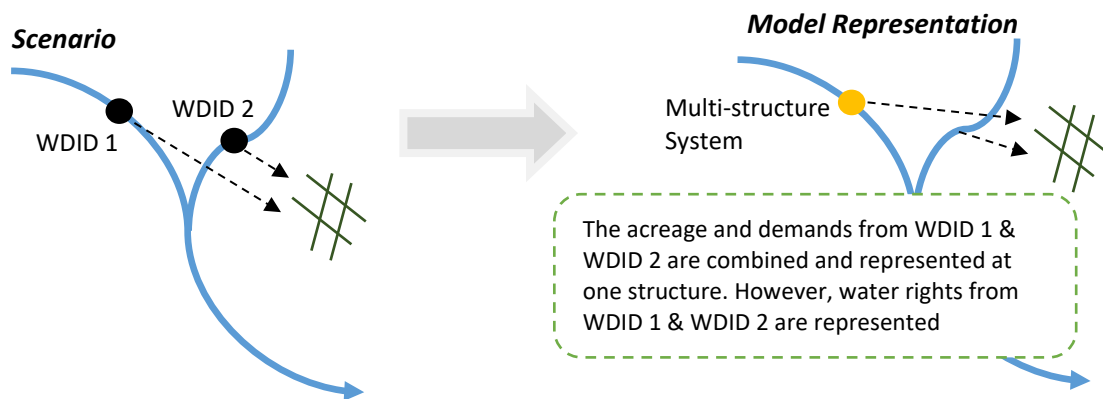 Scenario
WDID 2
WDID 1
Model Representation
Multi-structure
System
The acreage and demands from WDID 1 &
WDID 2 are combined and represented at
one structure. However, water rights from
WDID 1 & WDID 2 are represented